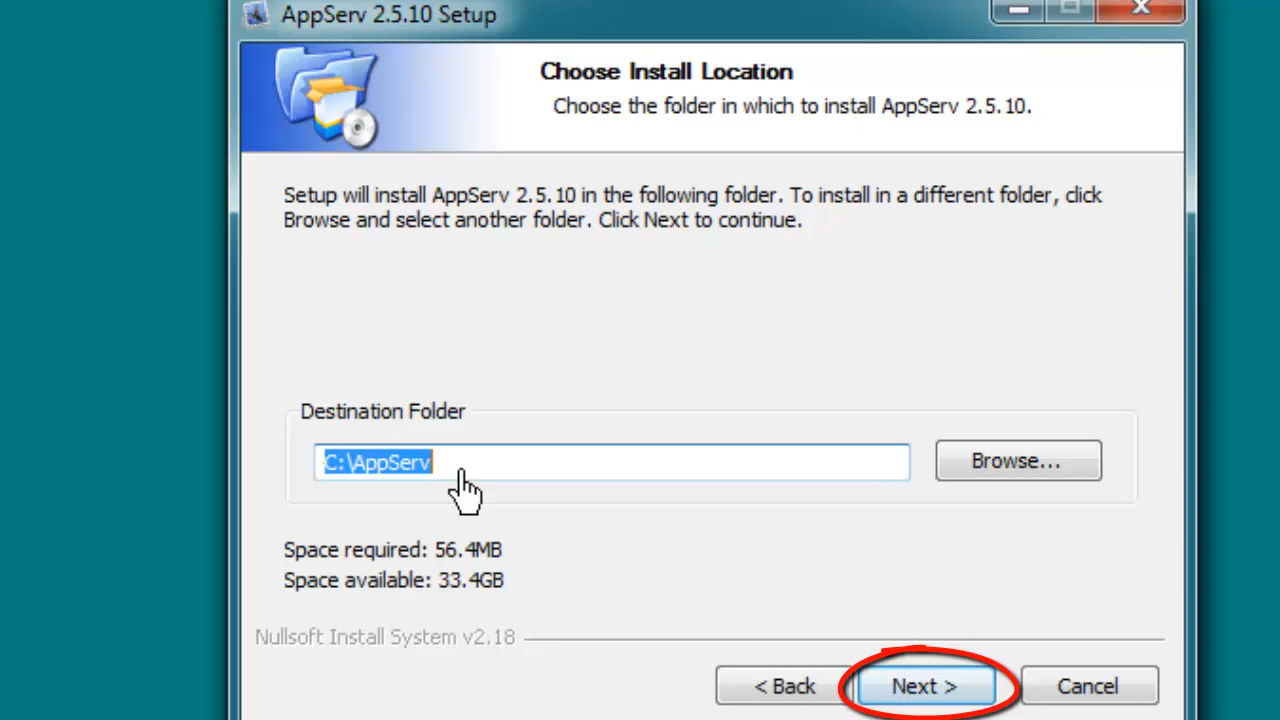 AppServ 2.5.10 Setup
Choose Install Location
Choose the folder in which to install AppServ 2.5.10.
Setup will install AppServ 2.5.10 in the following folder. To install in a different folder, click
Browse and select another folder. Click Next to continue.
Destination Folder
C:\AppServ
Browse...
Space required: 56.4MB
Space available: 33.4GB
Nullsoft Install System v2.18
< Back
Next >
Cancel